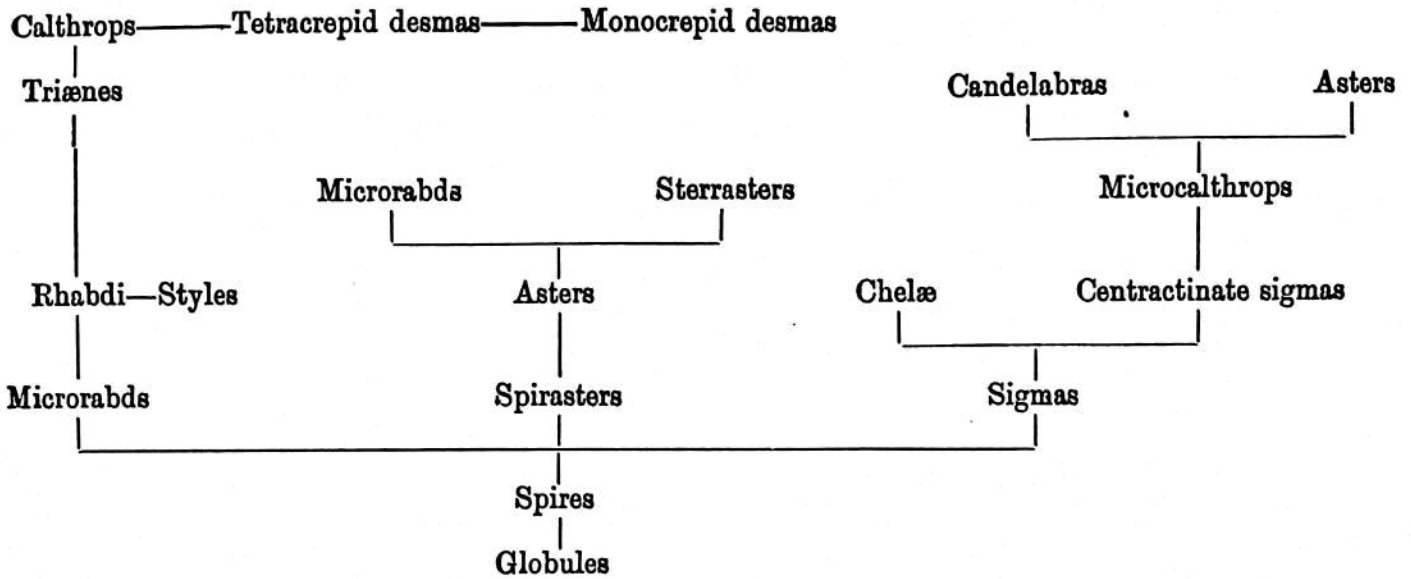 Calthrops—Tetracrepid desmas—Monocrepid desmas
Triænes
Candelabras Asters
Microrabds Sterrasters Microcalthrops
Rhabdi—Styles Asters Chelæ Centractinate sigmas
Microrabds Spirasters Sigmas
Spires
Globules